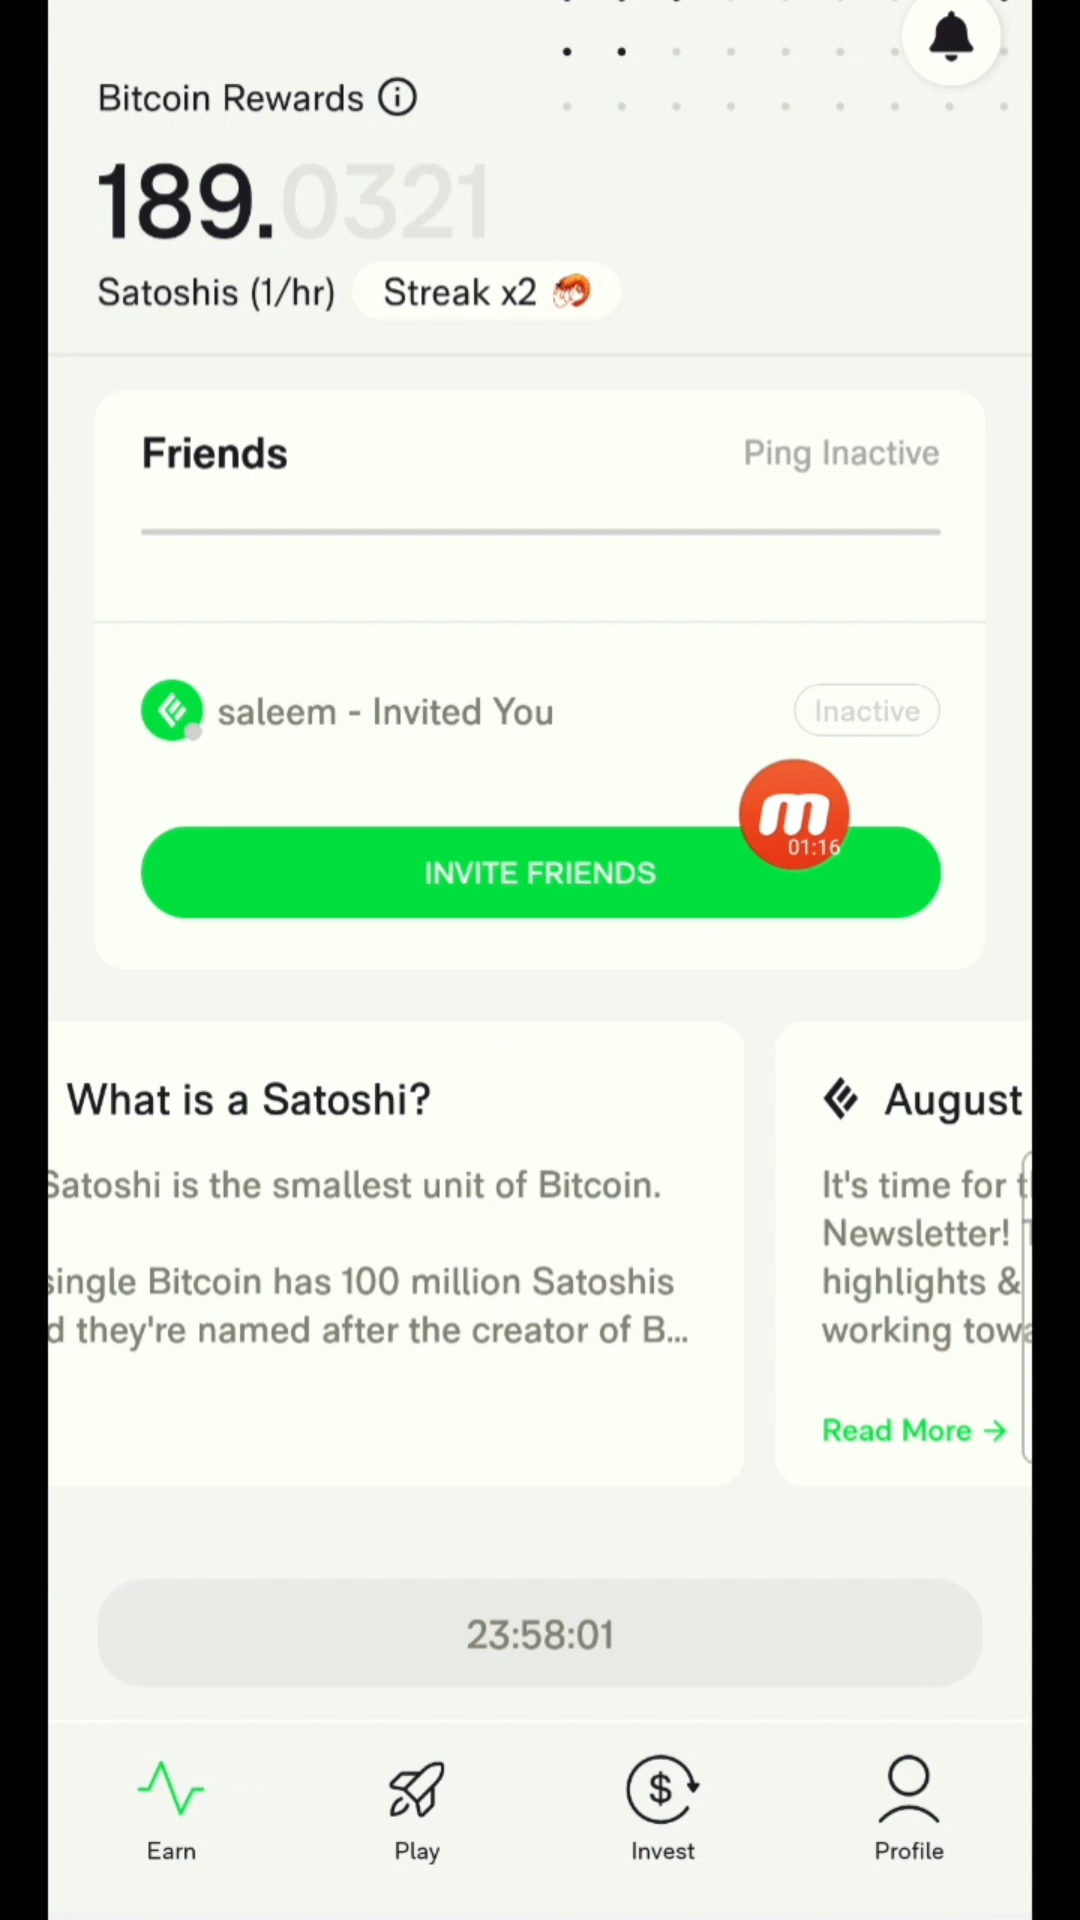 Bitcoin Rewards
189.0321
Satoshis (1/hr) Streak x2
Friends Ping Inactive
saleem - Invited You Inactive
m
01:16
INVITE FRIENDS
What is a Satoshi?
Satoshi is the smallest unit of Bitcoin.
single Bitcoin has 100 million Satoshis
d they're named after the creator of B...
August
It's time for t
Newsletter! T
highlights &
working towa
Read More →
23:58:01
Earn Play Invest Profile